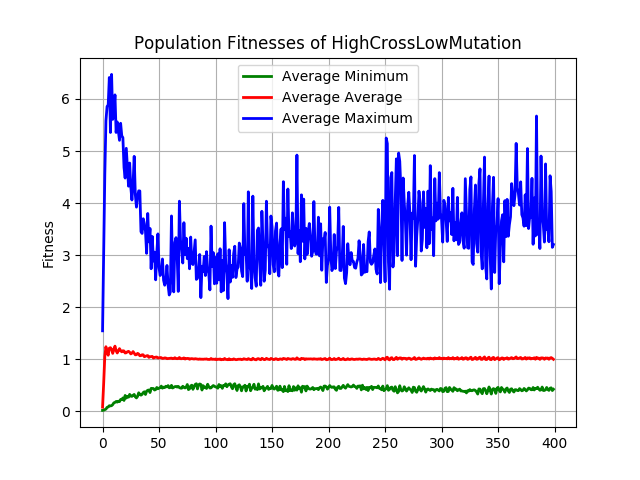 Population Fitnesses of HighCrossLowMutation
Average Minimum
Average Average
Average Maximum
Fitness
6
5
4
3
2
1
0
0 50 100 150 200 250 300 350 400